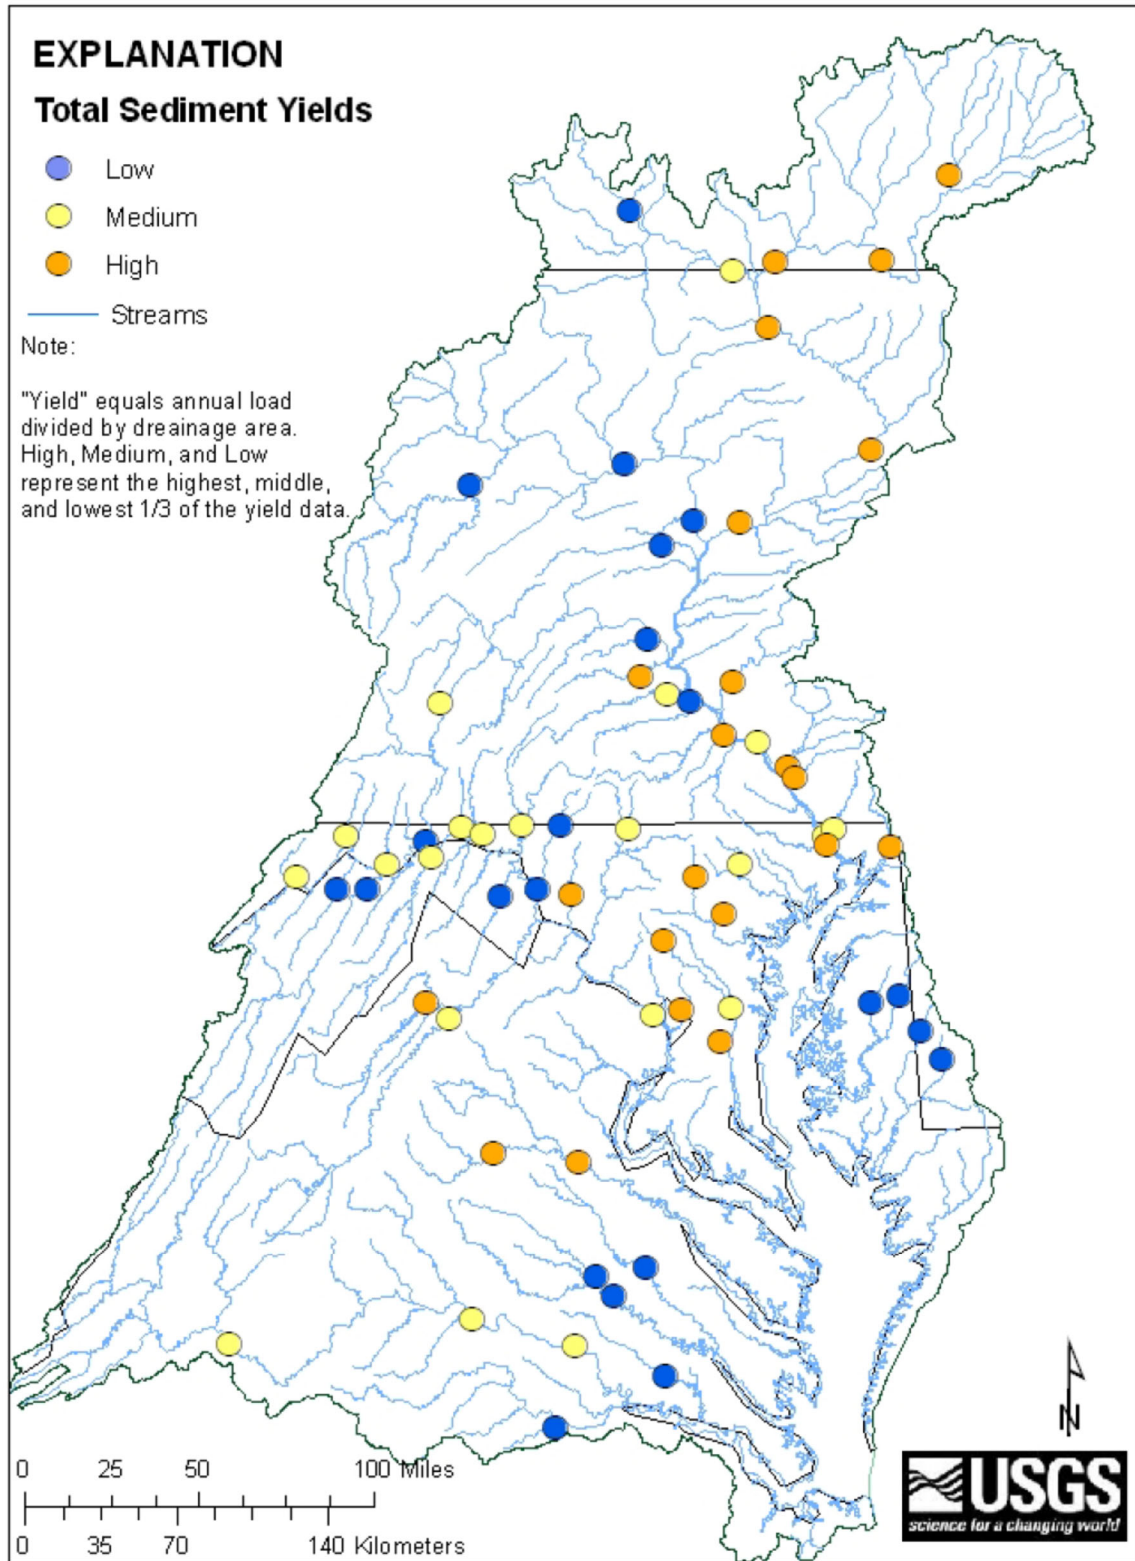 EXPLANATION
Total Sediment Yields
Low
Medium
High
Streams
Note:
"Yield" equals annual load
divided by dreainage area.
High, Medium, and Low
represent the highest, middle,
and lowest 1/3 of the yield data.
N
0 25 50 100 Miles
0 35 70 140 Kilometers
USGS
science for a changing world